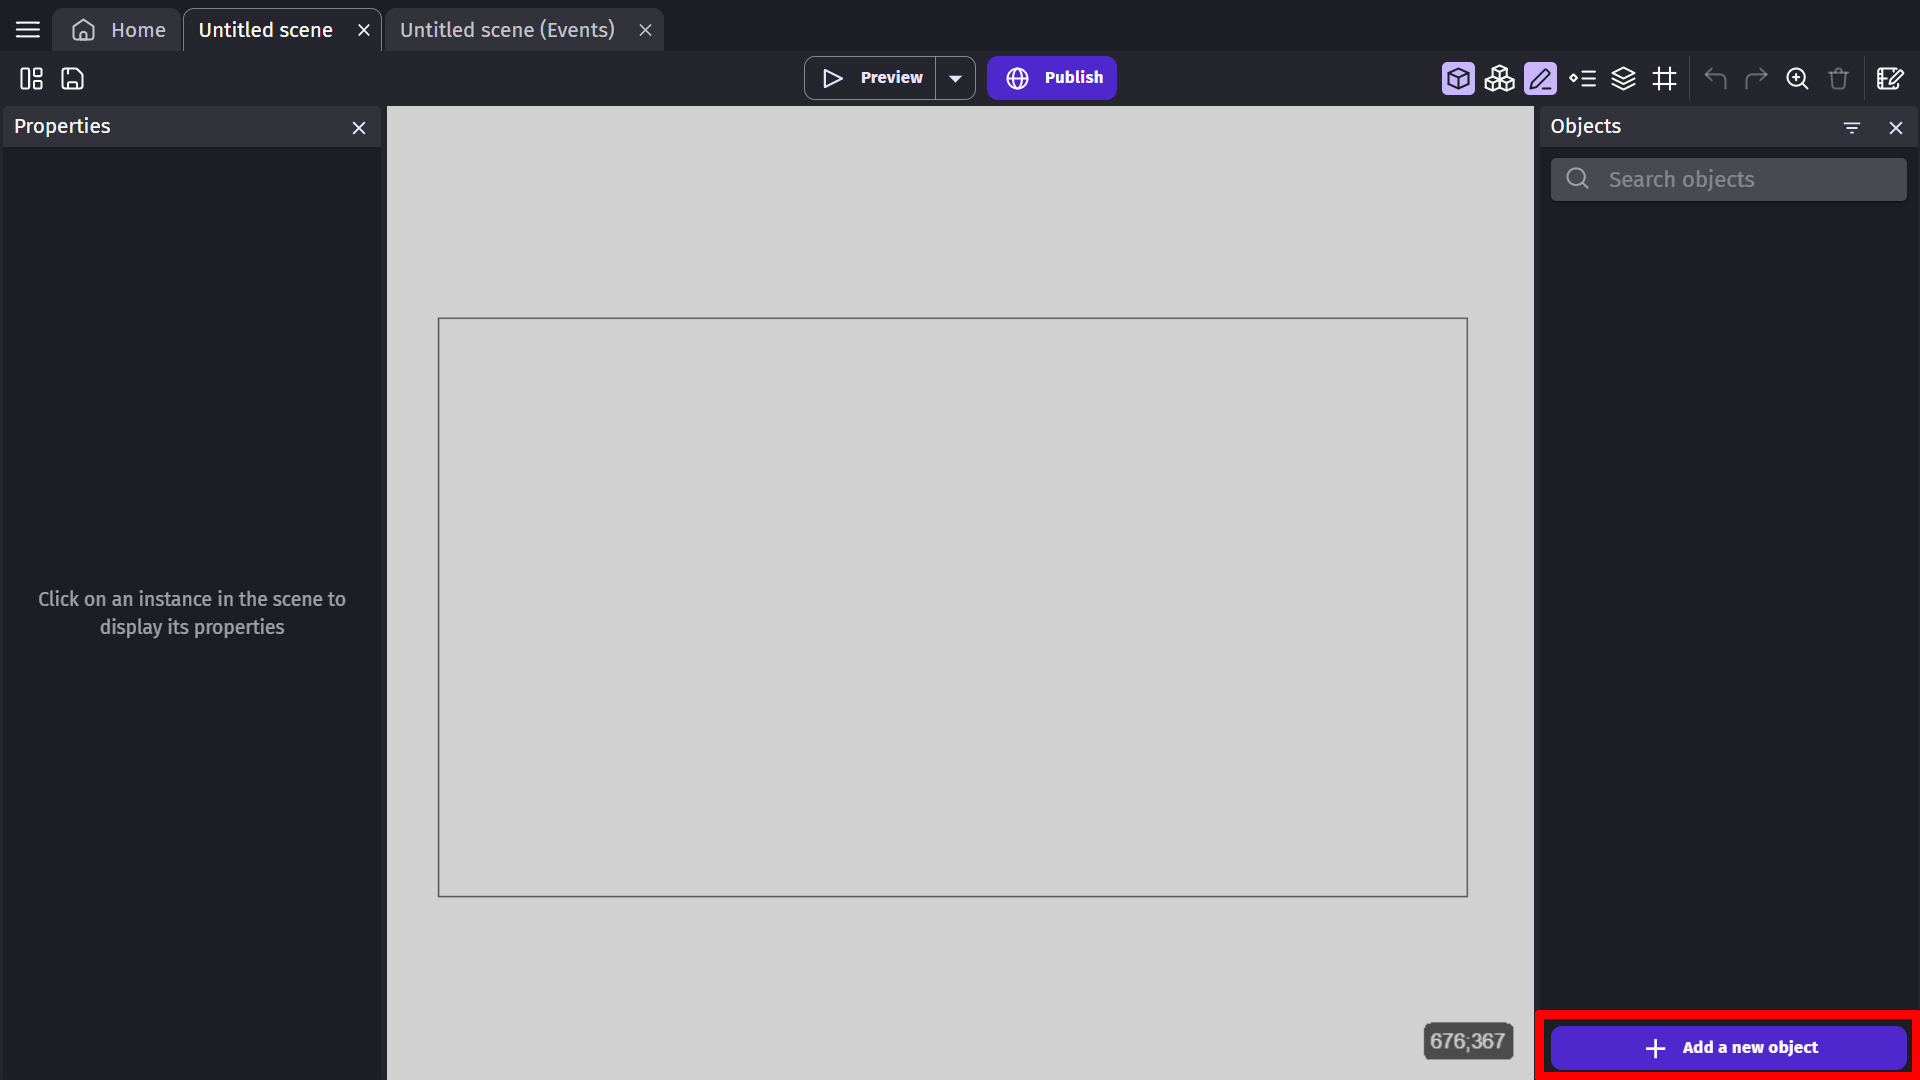 Home
Untitled scene
Untitled scene (Events)
Preview
Publish
Properties
Objects
Search objects
Click on an instance in the scene to
display its properties
676;367
Add a new object